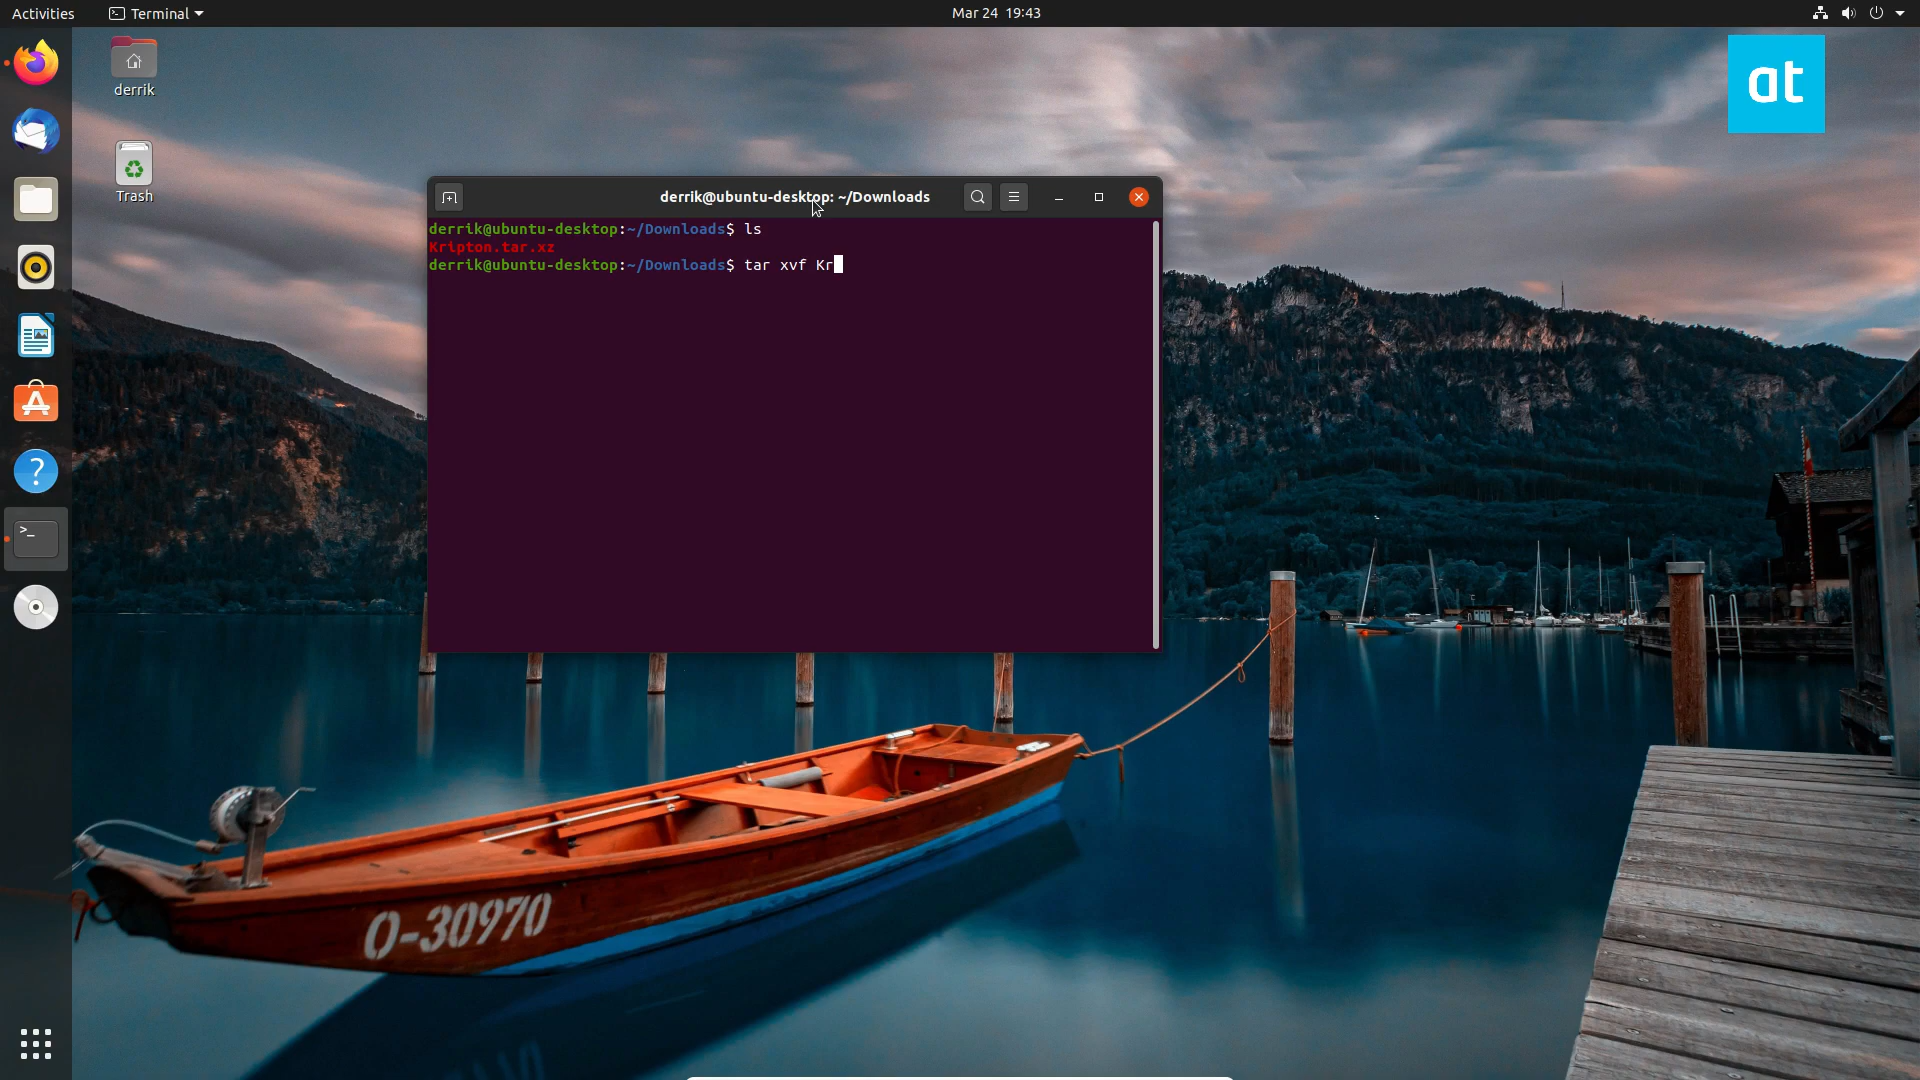 Activities
Terminal
Mar 24 19:43
derrik
Trash
at
derrik@ubuntu-desktop: ~/Downloads
derrik@ubuntu-desktop:~/Downloads$ ls
Kripton.tar.xz
derrik@ubuntu-desktop:~/Downloads$ tar xvf Kr
>_
O-30970